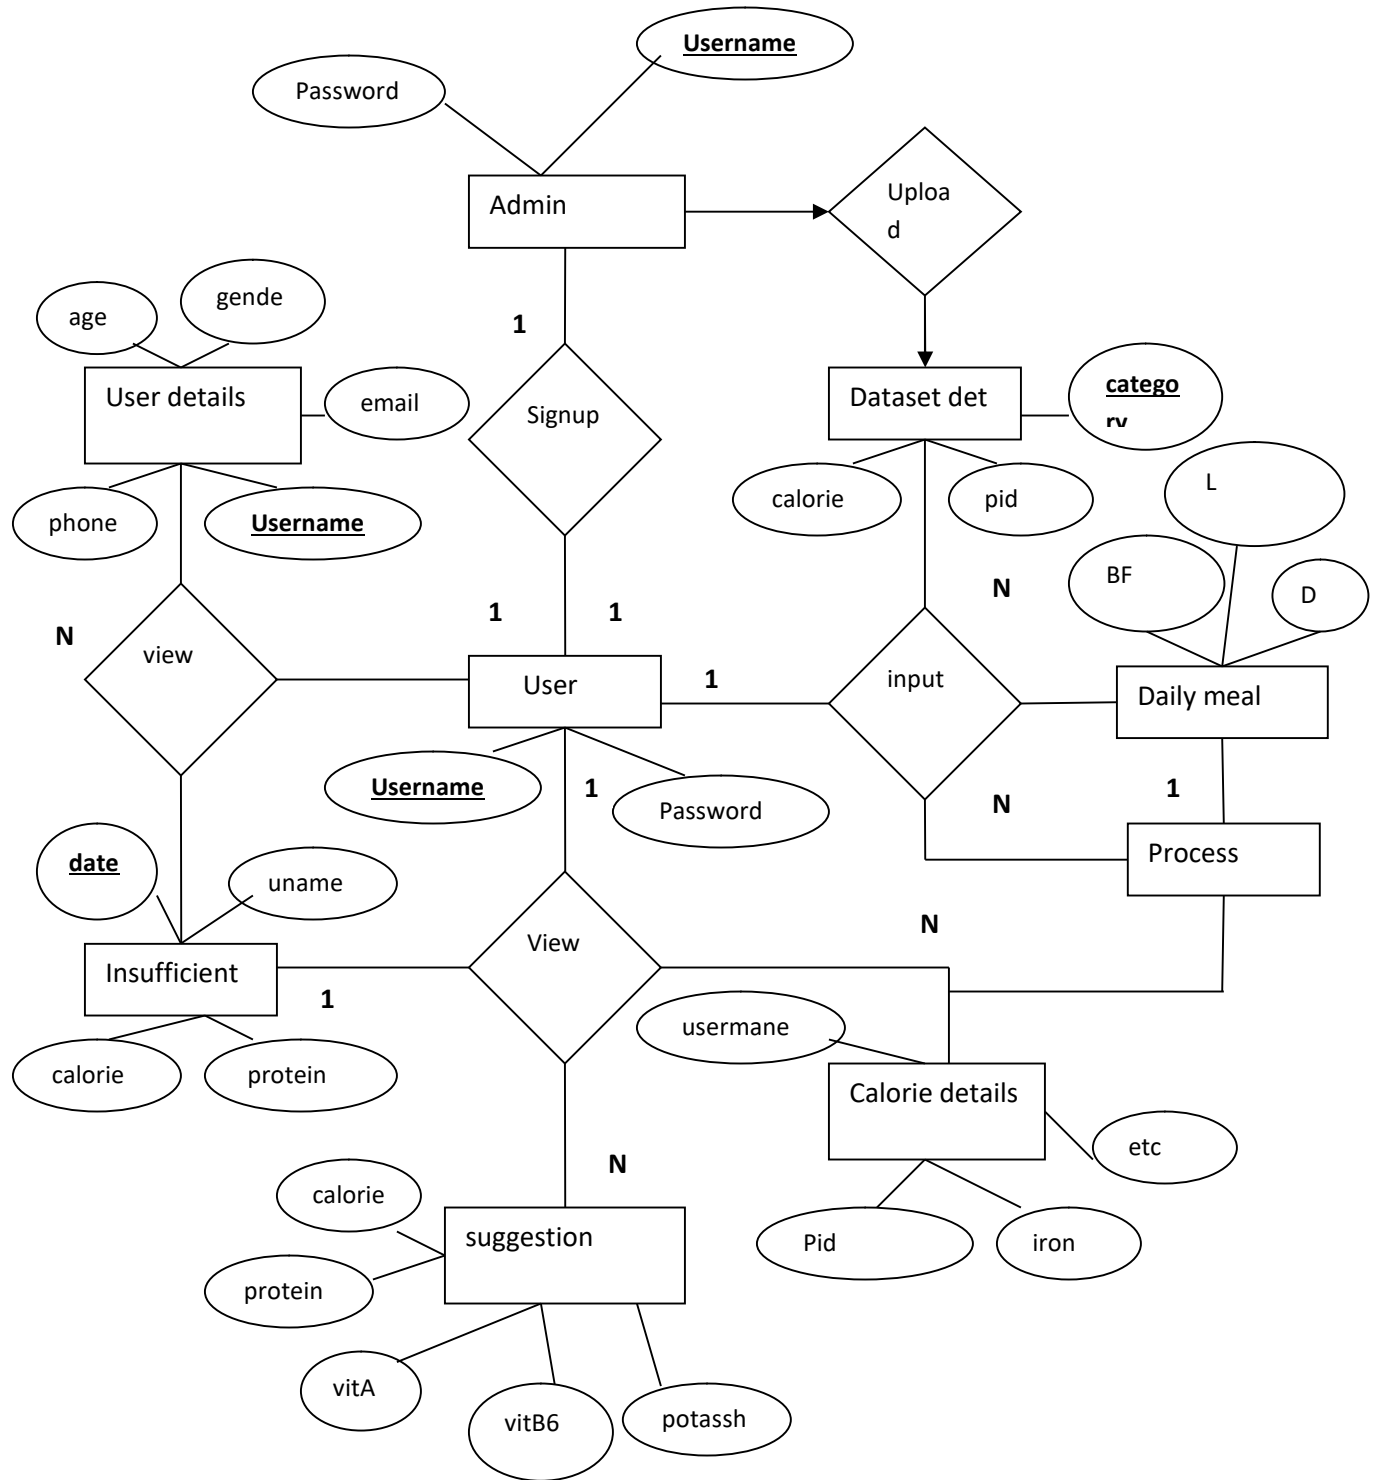 Username
Password
Admin
Uploa
d
gende
age
1
User details
email
Signup
Dataset det
catego
ry
calorie
pid
L
phone
Username
BF
D
N
N
1
1
view
User
1
input
Daily meal
Username
1
Password
N
1
Process
date
uname
View
N
Insufficient
1
usermane
calorie
protein
Calorie details
etc
N
calorie
suggestion
Pid
iron
protein
vitA
vitB6
potassh